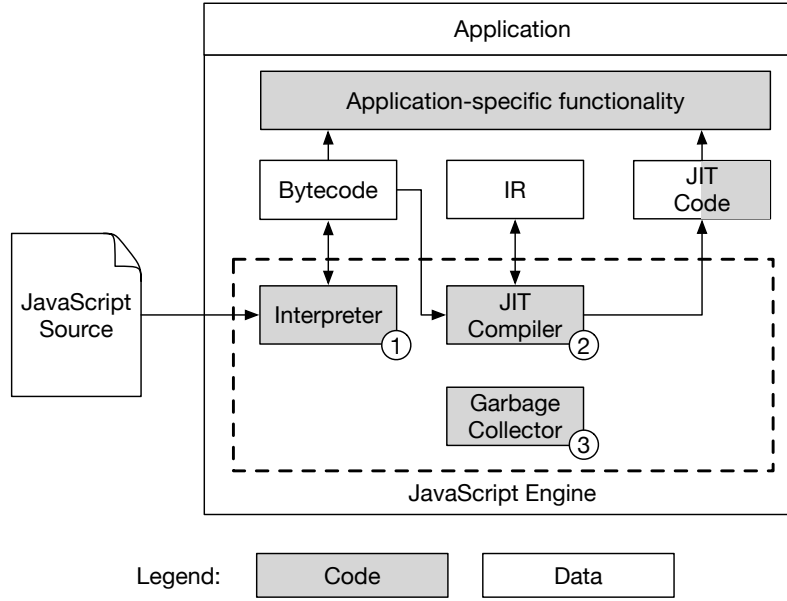 Application
Application-specific functionality
Bytecode
IR
JIT
Code
JavaScript
Source
Interpreter
1
JIT
Compiler
2
Garbage
Collector
3
JavaScript Engine
Legend:
Code
Data